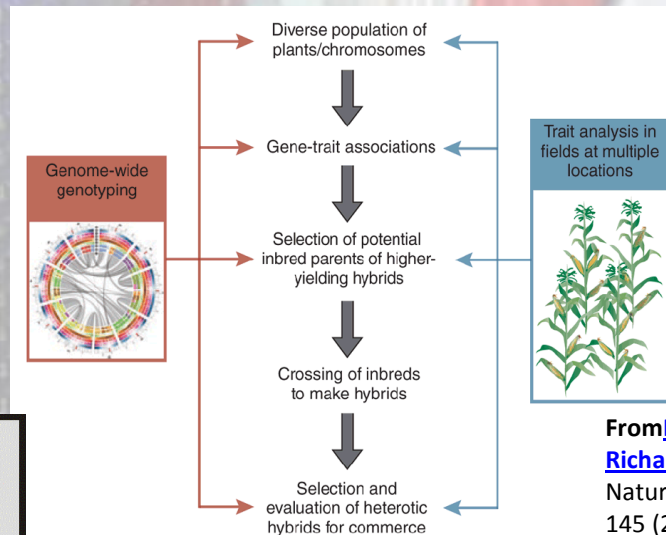 Diverse population of
plants/chromosomes
Gene-trait associations
Genome-wide
genotyping
Trait analysis in
fields at multiple
locations
Selection of potential
inbred parents of higher-
yielding hybrids
Crossing of inbreds
to make hybrids
Selection and
evaluation of heterotic
hybrids for commerce
From